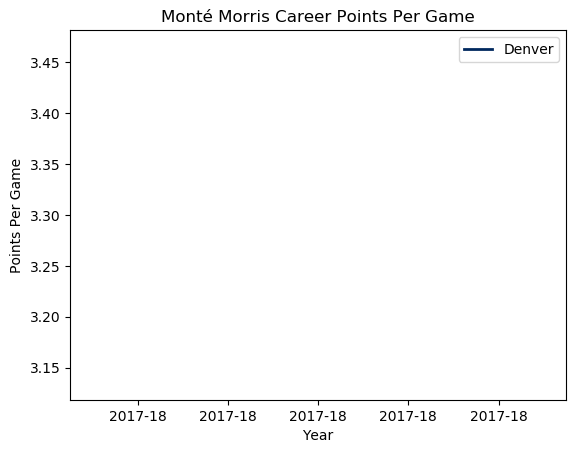 Monté Morris Career Points Per Game
Denver
Points Per Game
3.45
3.40
3.35
3.30
3.25
3.20
3.15
2017-18 2017-18 2017-18 2017-18 2017-18
Year